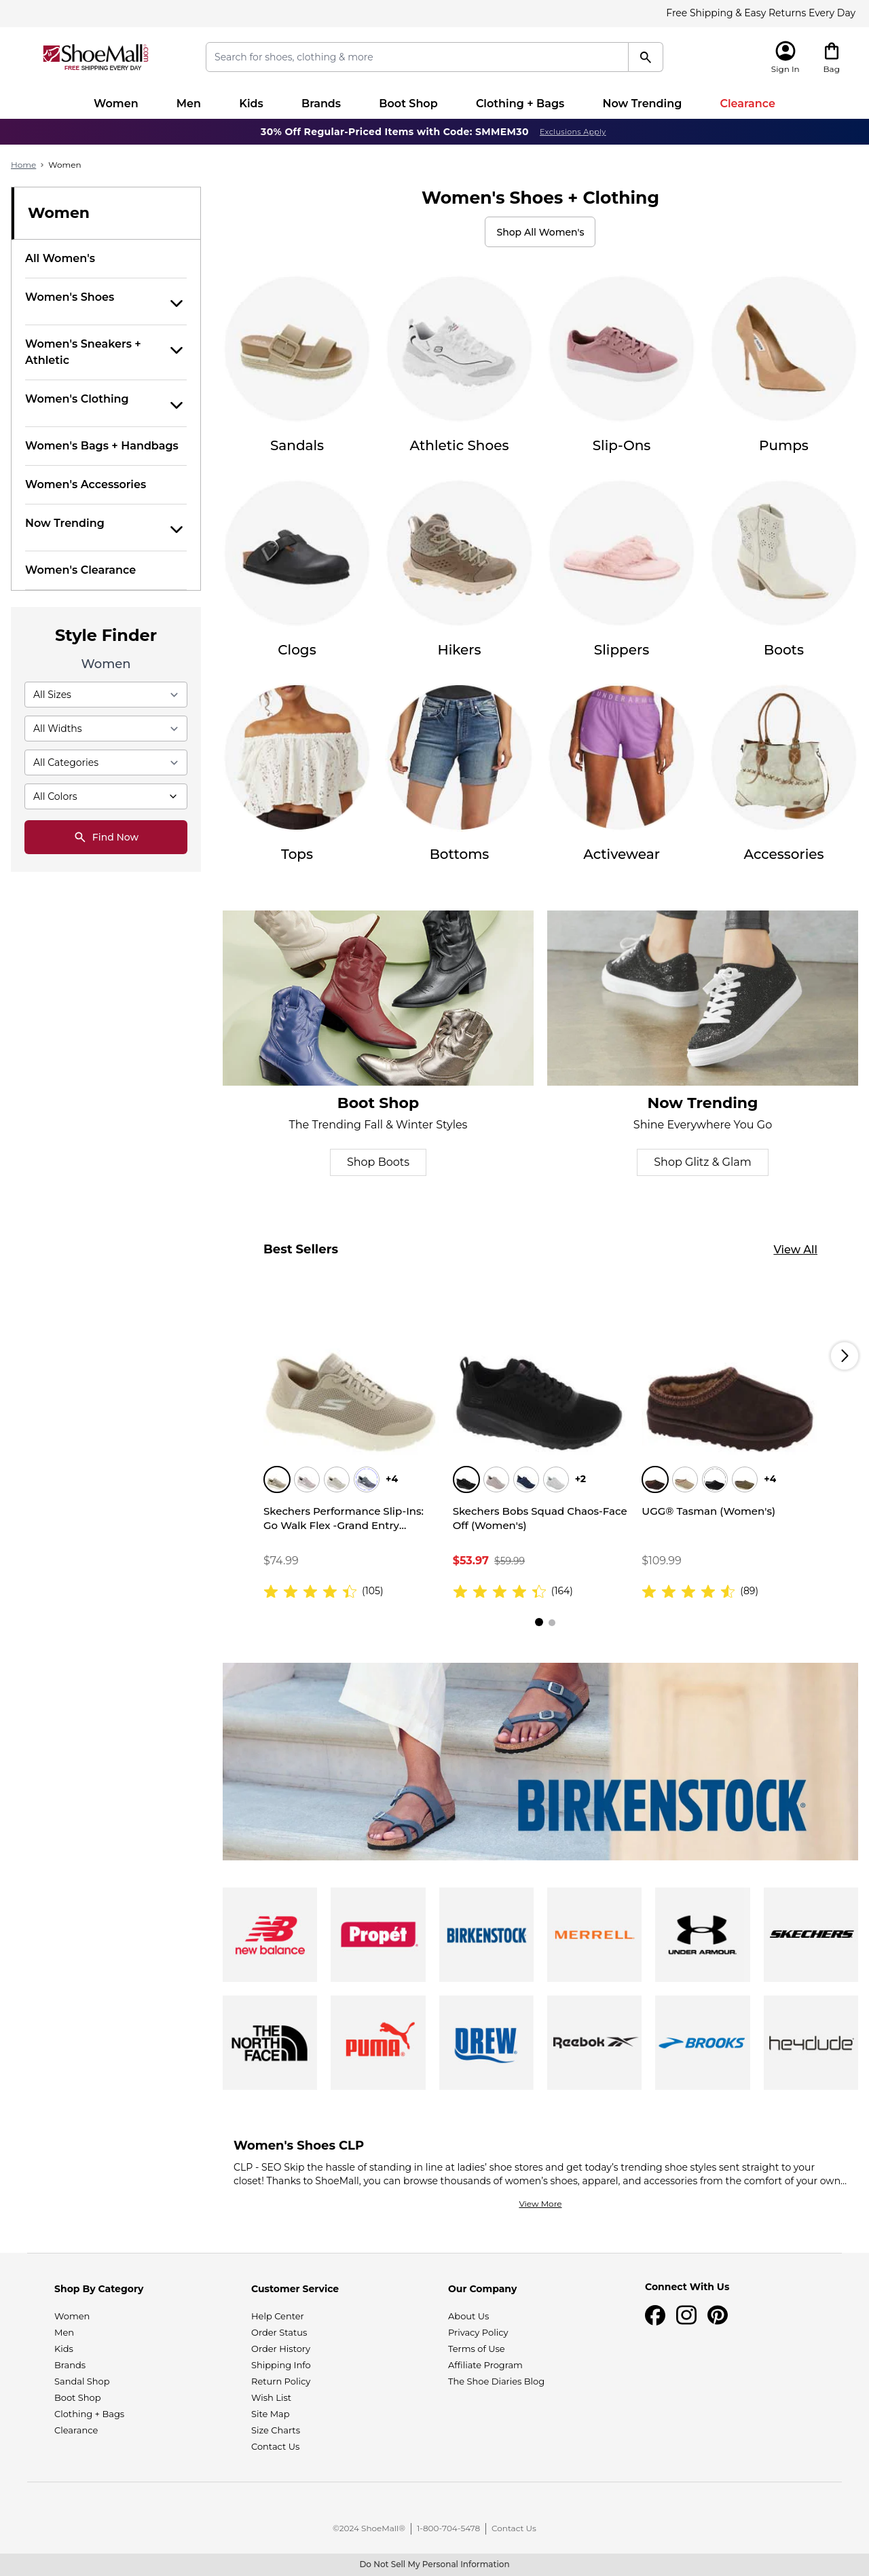 Free Shipping & Easy Returns Every Day
ShoeMall.com
FREE SHIPPING EVERY DAY
Search for shoes, clothing & more
Sign In
Bag
Women
Men
Kids
Brands
Boot Shop
Clothing + Bags
Now Trending
Clearance
30% Off Regular-Priced Items with Code: SMMEM30
Exclusions Apply
Home > Women
Women
All Women's
Women's Shoes
Women's Sneakers +
Athletic
Women's Clothing
Women's Bags + Handbags
Women's Accessories
Now Trending
Women's Clearance
Style Finder
Women
All Sizes
All Widths
All Categories
All Colors
Find Now
Women's Shoes + Clothing
Shop All Women's
Sandals
Athletic Shoes
Slip-Ons
Pumps
Clogs
Hikers
Slippers
Boots
UNDER ARMOUR
Tops
Bottoms
Activewear
Accessories
Boot Shop
The Trending Fall & Winter Styles
Shop Boots
Now Trending
Shine Everywhere You Go
Shop Glitz & Glam
Best Sellers
View All
+4
+2
+4
Skechers Performance Slip-Ins:
Go Walk Flex -Grand Entry...
$74.99
(105)
Skechers Bobs Squad Chaos-Face
Off (Women's)
$53.97 $59.99
(164)
UGG® Tasman (Women's)
$109.99
(89)
BIRKENSTOCK®
NB
new balance
Propét®
BIRKENSTOCK
MERRELL
UNDER ARMOUR.
SKECHERS
THE NORTH FACE
PUMA®
DREW®
Reebok
BROOKS
heydude
Women's Shoes CLP
CLP - SEO Skip the hassle of standing in line at ladies’ shoe stores and get today’s trending shoe styles sent straight to your
closet! Thanks to ShoeMall, you can browse thousands of women’s shoes, apparel, and accessories from the comfort of your own...
View More
Shop By Category
Women
Men
Kids
Brands
Sandal Shop
Boot Shop
Clothing + Bags
Clearance
Customer Service
Help Center
Order Status
Order History
Shipping Info
Return Policy
Wish List
Site Map
Size Charts
Contact Us
Our Company
About Us
Privacy Policy
Terms of Use
Affiliate Program
The Shoe Diaries Blog
Connect With Us
©2024 ShoeMall® | 1-800-704-5478 | Contact Us
Do Not Sell My Personal Information